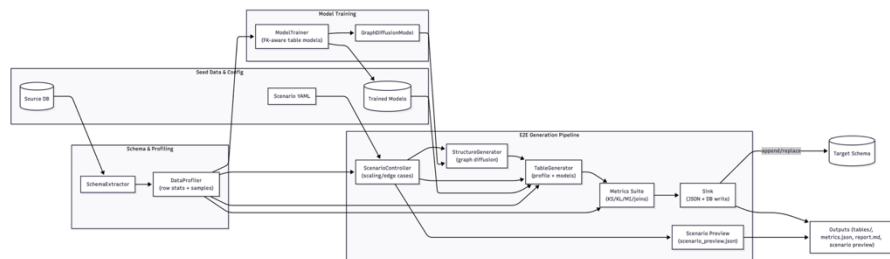 Model Training
ModelTrainer
(FK-aware table models)
GraphDiffusionModel
Seed Data & Config
Source DB
Scenario YAML
Trained Models
Schema & Profiling
SchemaExtractor
DataProfiler
(row stats + samples)
E2E Generation Pipeline
ScenarioController
(scaling/edge cases)
StructureGenerator
(graph diffusion)
TableGenerator
(profile + models)
Metrics Suite
(KS/KL/MI/joins)
Sink
(JSON + DB write)
Scenario Preview
(scenario_preview.json)
append/replace
Target Schema
Outputs (tables/,
metrics.json, report.md,
scenario preview)